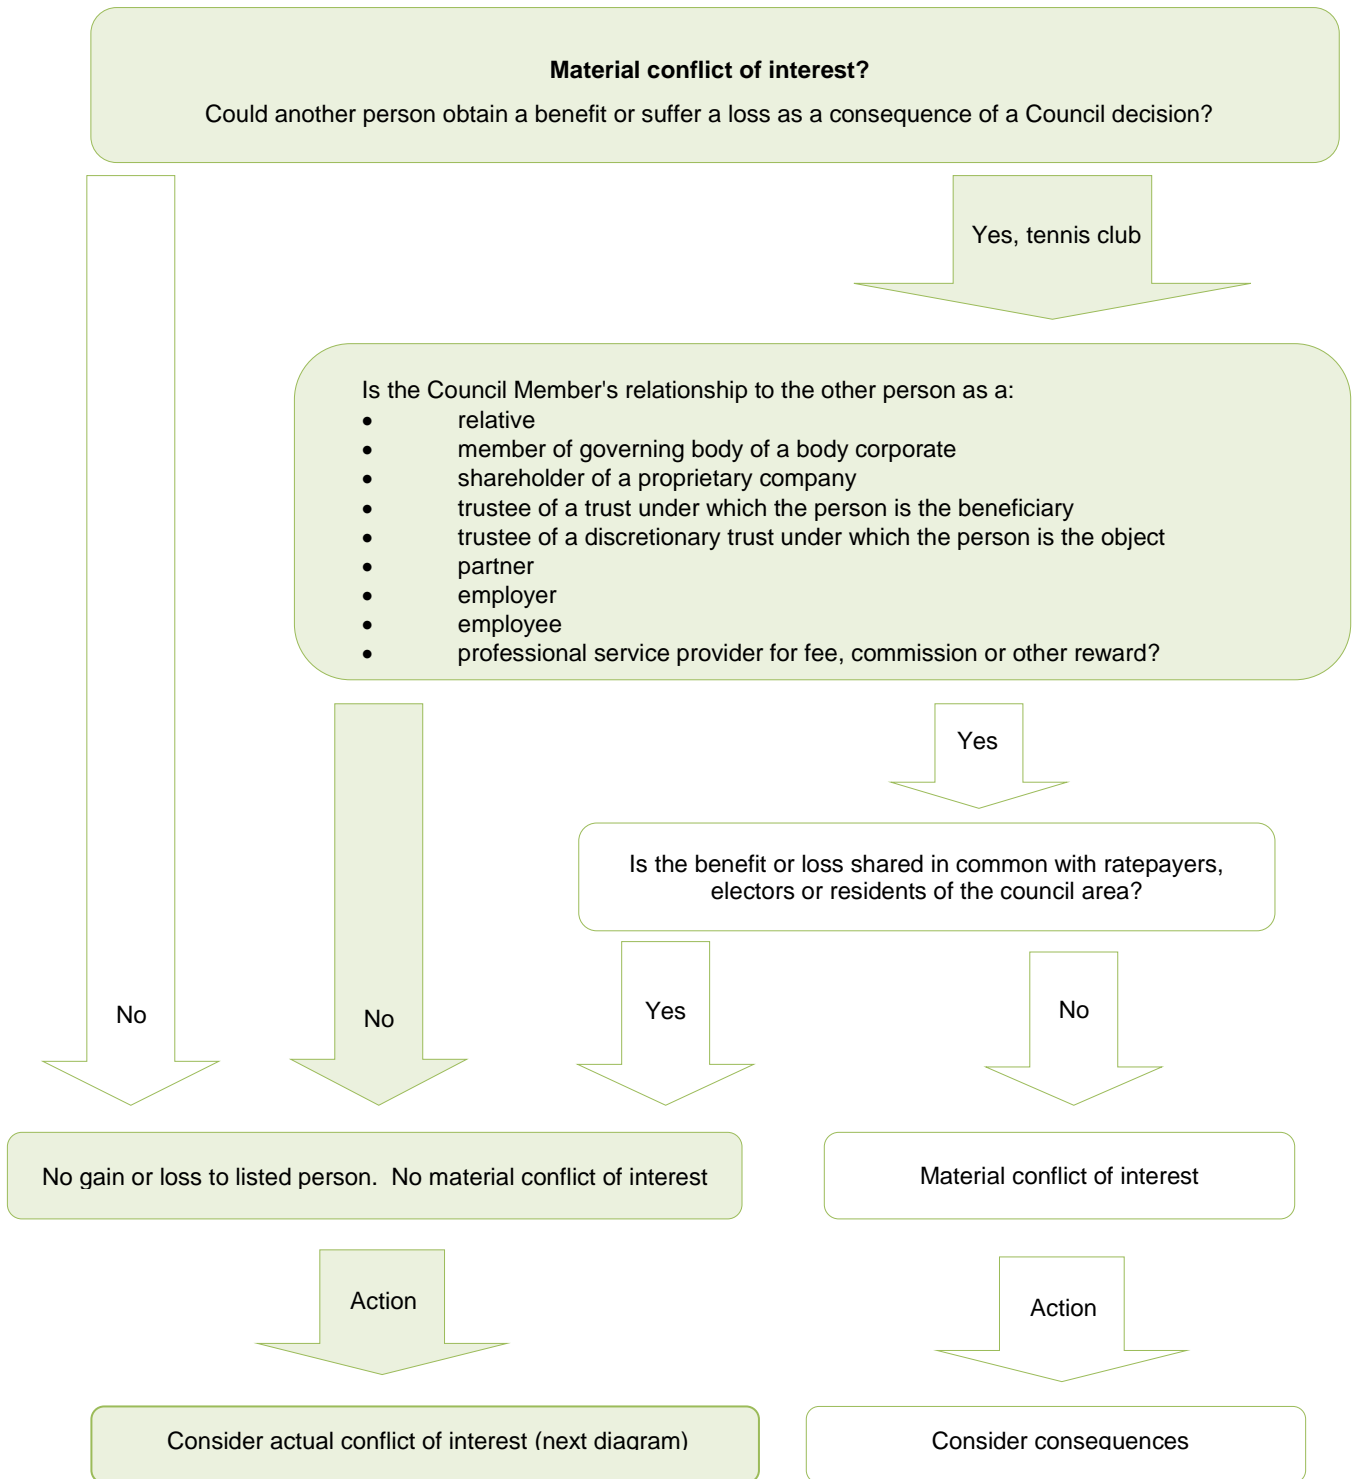 Material conflict of interest?
Could another person obtain a benefit or suffer a loss as a consequence of a Council decision?
Yes, tennis club
Is the Council Member's relationship to the other person as a:
• relative
• member of governing body of a body corporate
• shareholder of a proprietary company
• trustee of a trust under which the person is the beneficiary
• trustee of a discretionary trust under which the person is the object
• partner
• employer
• employee
• professional service provider for fee, commission or other reward?
Yes
Is the benefit or loss shared in common with ratepayers,
electors or residents of the council area?
No
No
Yes
No
No gain or loss to listed person.  No material conflict of interest
Material conflict of interest
Action
Action
Consider actual conflict of interest (next diagram)
Consider consequences